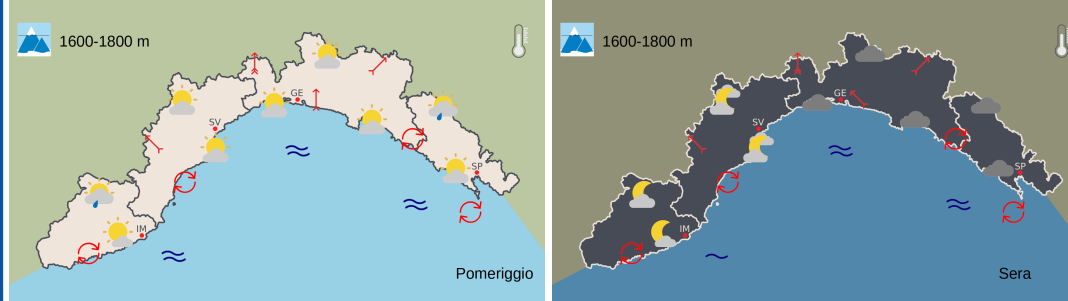 1600-1800 m
GE
SV
SP
IM
Pomeriggio
1600-1800 m
GE
SV
SP
IM
Sera